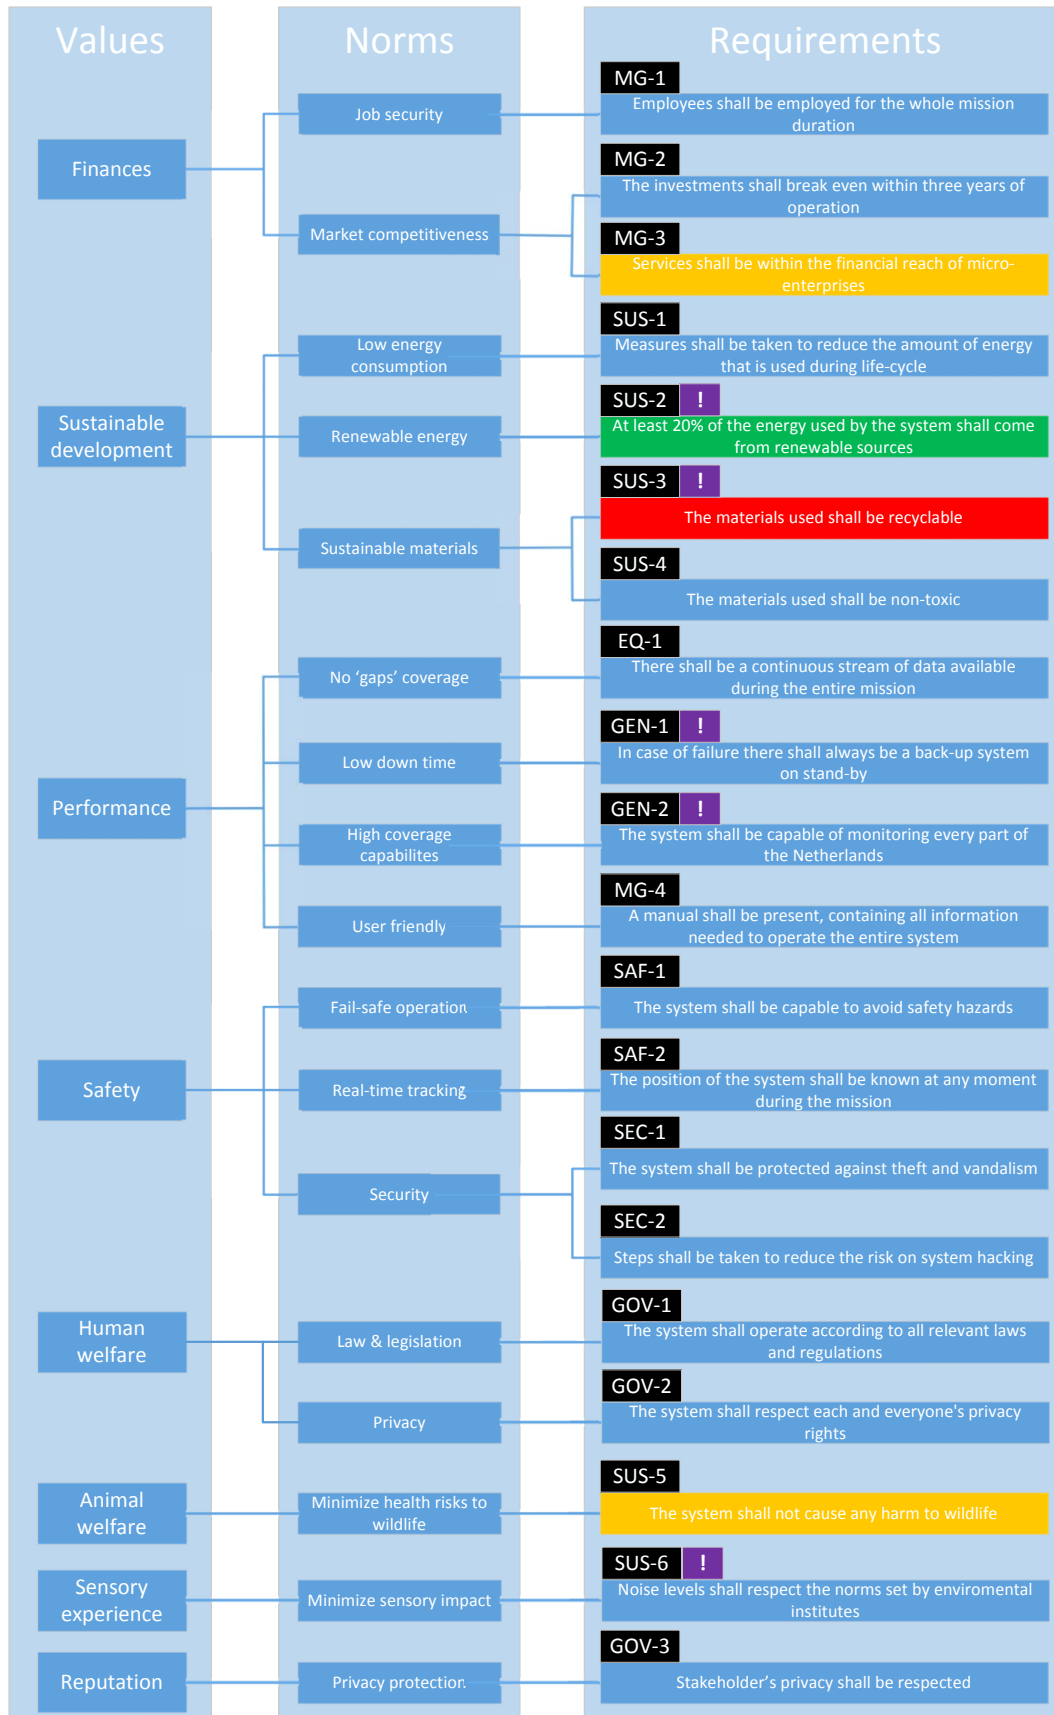 Values
Norms
Requirements
Finances
Job security
MG-1
Employees shall be employed for the whole mission
duration
Market competitiveness
MG-2
The investments shall break even within three years of
operation
MG-3
Services shall be within the financial reach of micro-
enterprises
Sustainable
development
Low energy
consumption
SUS-1
Measures shall be taken to reduce the amount of energy
that is used during life-cycle
Renewable energy
SUS-2 !
At least 20% of the energy used by the system shall come
from renewable sources
Sustainable materials
SUS-3 !
The materials used shall be recyclable
SUS-4
The materials used shall be non-toxic
Performance
No ‘gaps’ coverage
EQ-1
There shall be a continuous stream of data available
during the entire mission
Low down time
GEN-1 !
In case of failure there shall always be a back-up system
on stand-by
High coverage
capabilites
GEN-2 !
The system shall be capable of monitoring every part of
the Netherlands
User friendly
MG-4
A manual shall be present, containing all information
needed to operate the entire system
Safety
Fail-safe operation
SAF-1
The system shall be capable to avoid safety hazards
Real-time tracking
SAF-2
The position of the system shall be known at any moment
during the mission
Security
SEC-1
The system shall be protected against theft and vandalism
SEC-2
Steps shall be taken to reduce the risk on system hacking
Human
welfare
Law & legislation
GOV-1
The system shall operate according to all relevant laws
and regulations
Privacy
GOV-2
The system shall respect each and everyone's privacy
rights
Animal
welfare
Minimize health risks to
wildlife
SUS-5
The system shall not cause any harm to wildlife
Sensory
experience
Minimize sensory impact
SUS-6 !
Noise levels shall respect the norms set by enviromental
institutes
Reputation
Privacy protection
GOV-3
Stakeholder’s privacy shall be respected